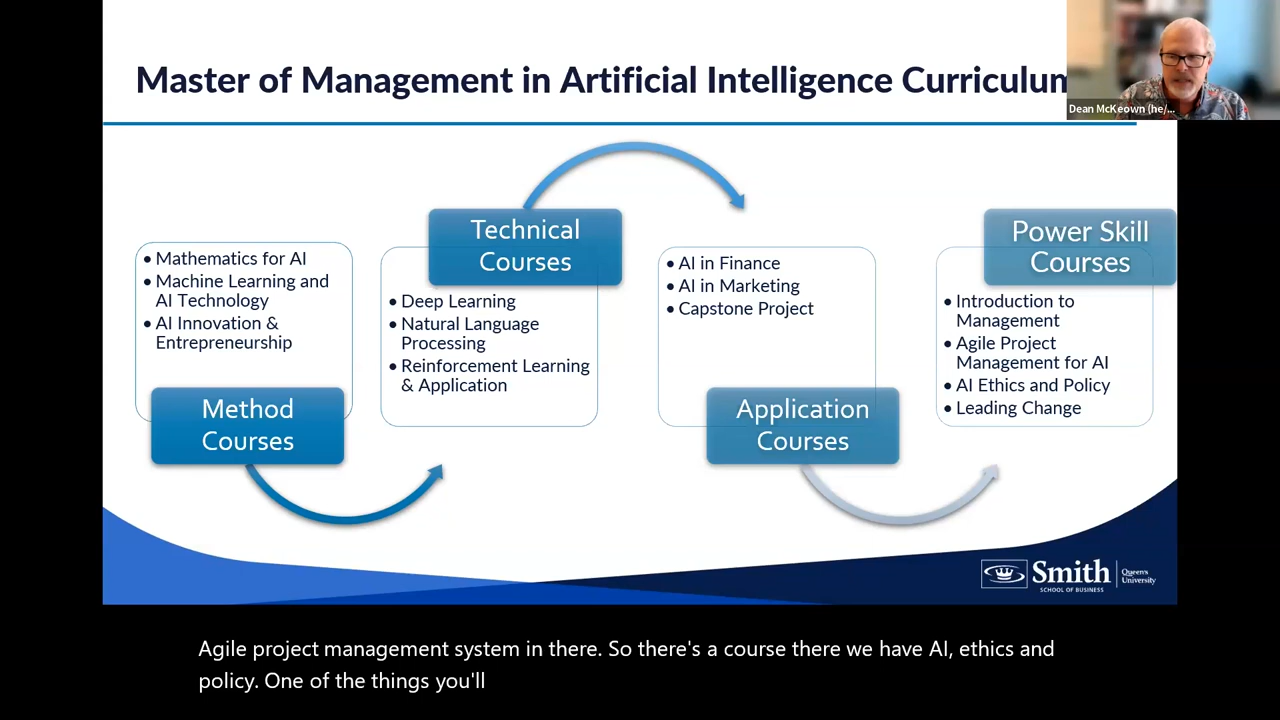 Master of Management in Artificial Intelligence Curriculum
Dean McKeown (he/...
• Mathematics for AI
• Machine Learning and
AI Technology
• AI Innovation &
Entrepreneurship
Method
Courses
Technical
Courses
• Deep Learning
• Natural Language
Processing
• Reinforcement Learning
& Application
• AI in Finance
• AI in Marketing
• Capstone Project
Application
Courses
Power Skill
Courses
• Introduction to
Management
• Agile Project
Management for AI
• AI Ethics and Policy
• Leading Change
Smith
SCHOOL OF BUSINESS
Queen's
University
Agile project management system in there. So there's a course there we have AI, ethics and
policy. One of the things you'll